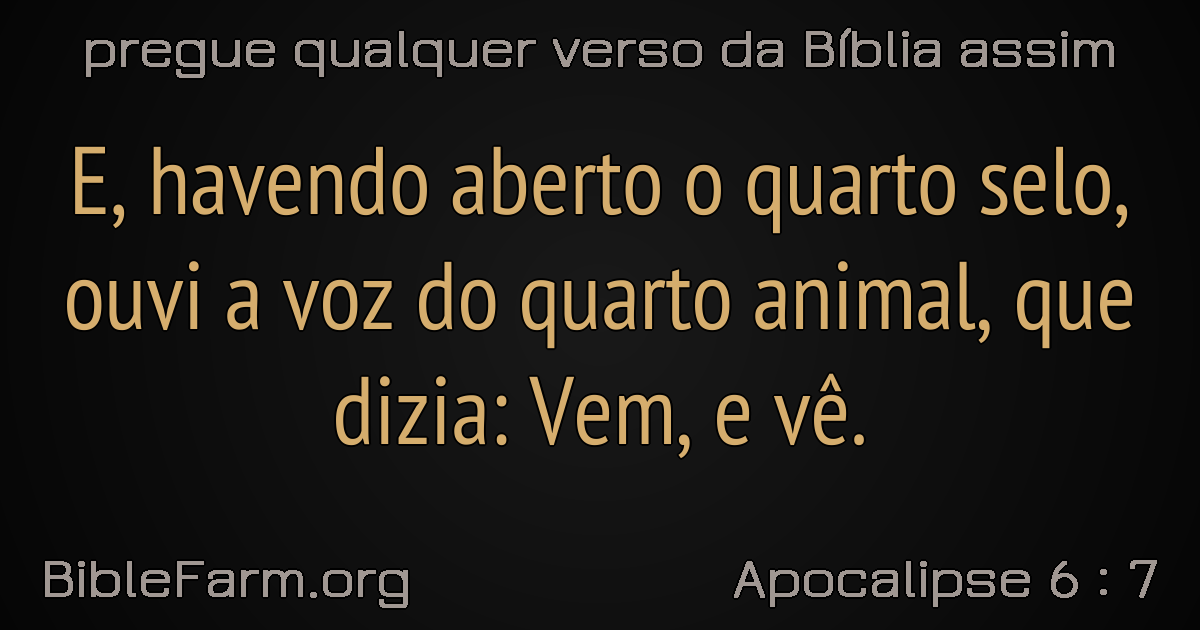 pregue qualquer verso da Bíblia assim
E, havendo aberto o quarto selo,
ouvi a voz do quarto animal, que
dizia: Vem, e vê.
BibleFarm.org
Apocalipse 6 : 7